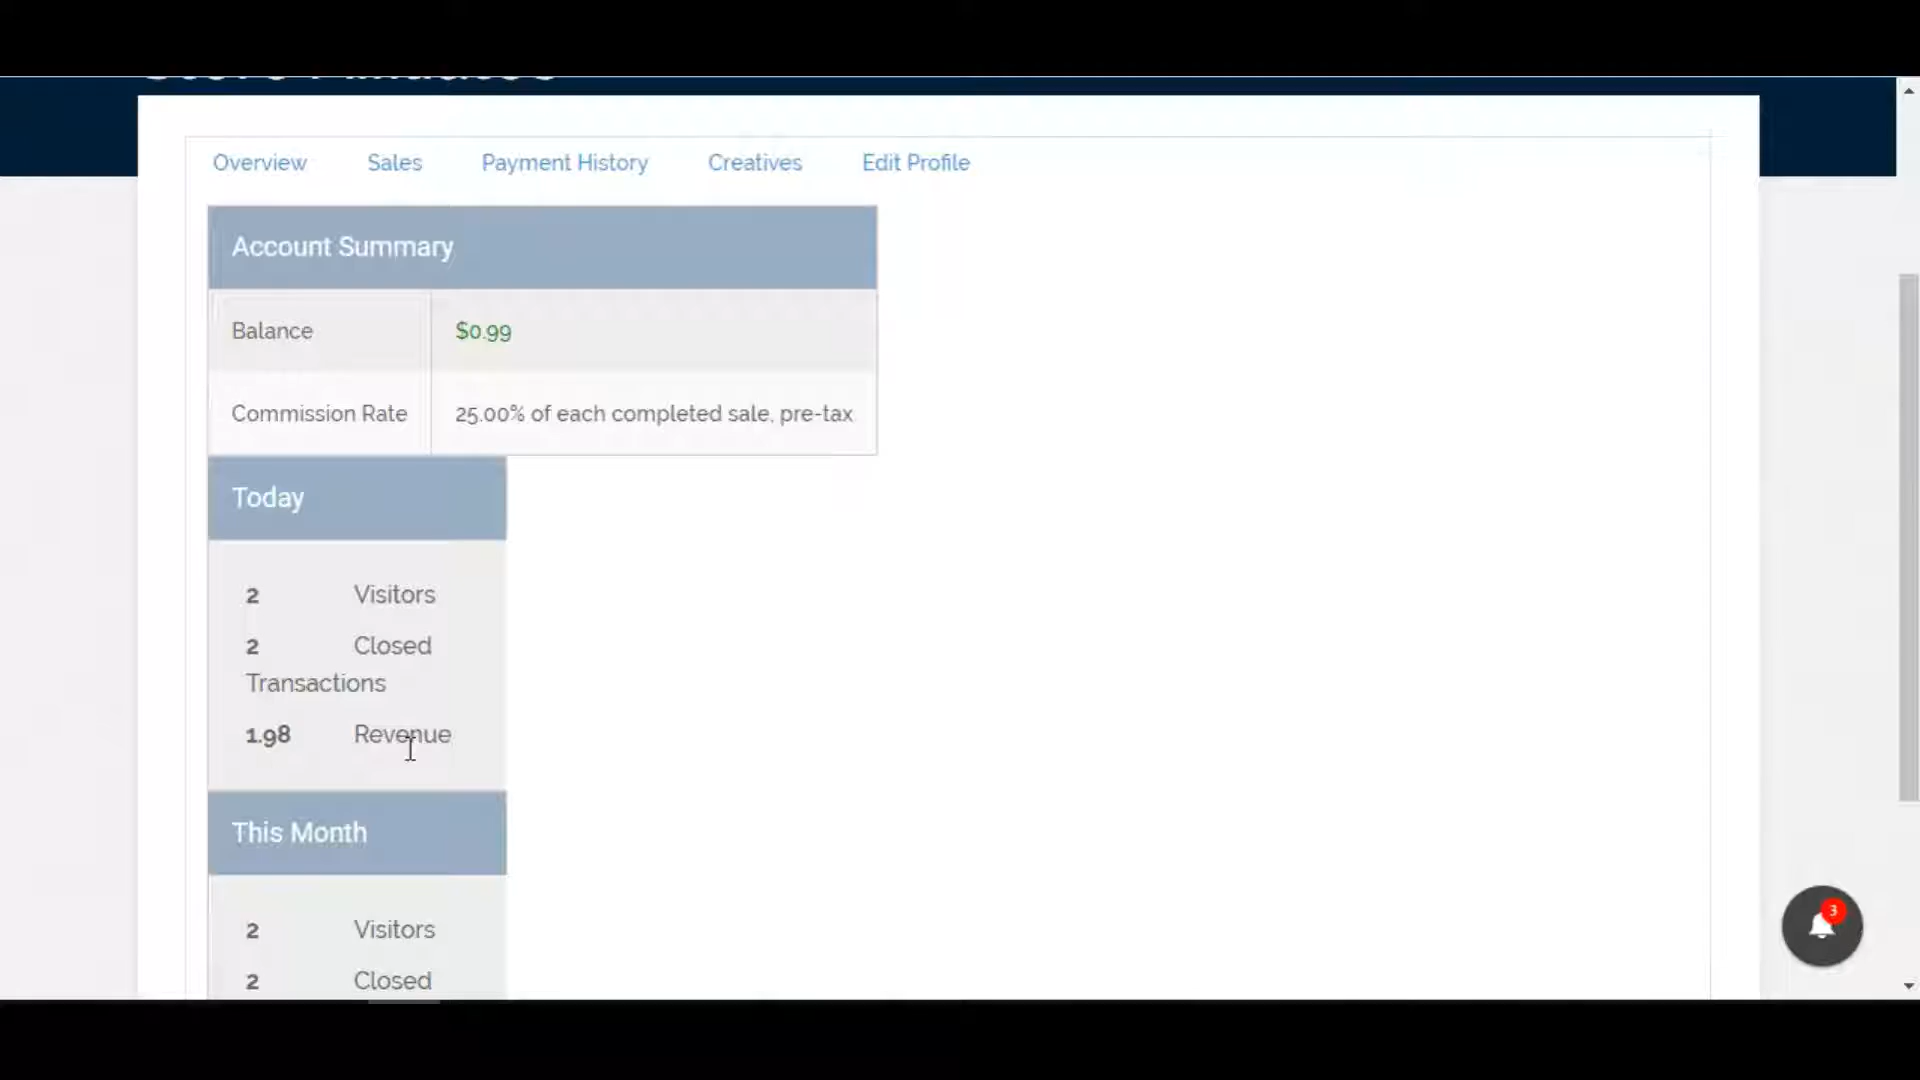 Overview Sales Payment History Creatives Edit Profile
Account Summary
Balance $0.99
Commission Rate 25.00% of each completed sale, pre-tax
Today
2 Visitors
2 Closed
Transactions
1.98 Revenue
This Month
2 Visitors
2 Closed
3